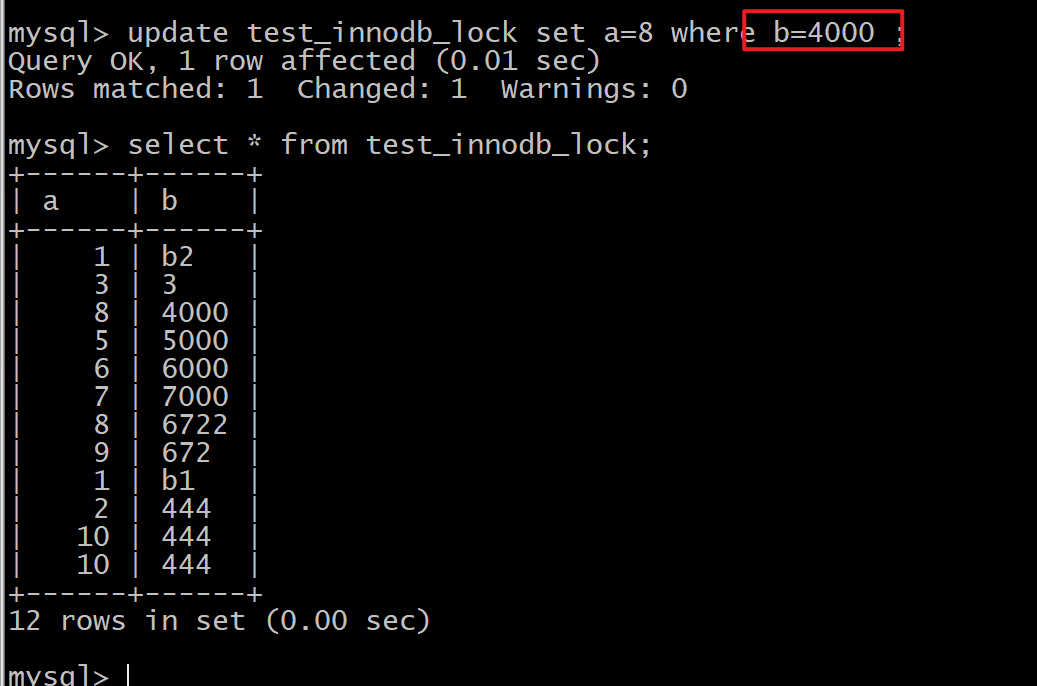 mysql> update test_innodb_lock set a=8 where b=4000 ;
Query OK, 1 row affected (0.01 sec)
Rows matched: 1  Changed: 1  Warnings: 0
mysql> select * from test_innodb_lock;
+------+------+
| a    | b    |
+------+------+
|    1 | b2   |
|    3 | 3    |
|    8 | 4000 |
|    5 | 5000 |
|    6 | 6000 |
|    7 | 7000 |
|    8 | 6722 |
|    9 | 672  |
|    1 | b1   |
|    2 | 444  |
|   10 | 444  |
|   10 | 444  |
+------+------+
12 rows in set (0.00 sec)
mysql>